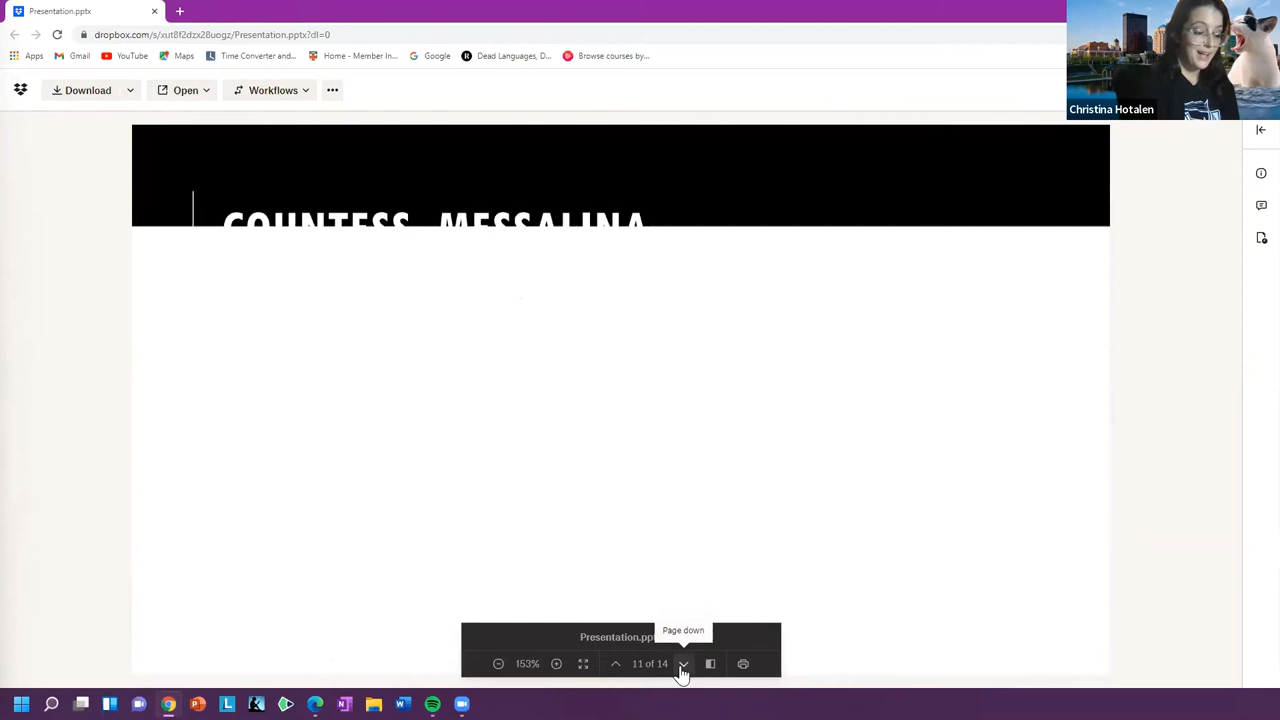 Presentation.pptx
dropbox.com/s/xut8f2dzx28uogz/Presentation.pptx?dl=0
Apps Gmail YouTube Maps Time Converter and... Home - Member In... Google Dead Languages, D... Browse courses by...
Download Open Workflows
Christina Hotalen
COUNTESS MESSALINA
Page down
Presentation.pp
153% 11 of 14